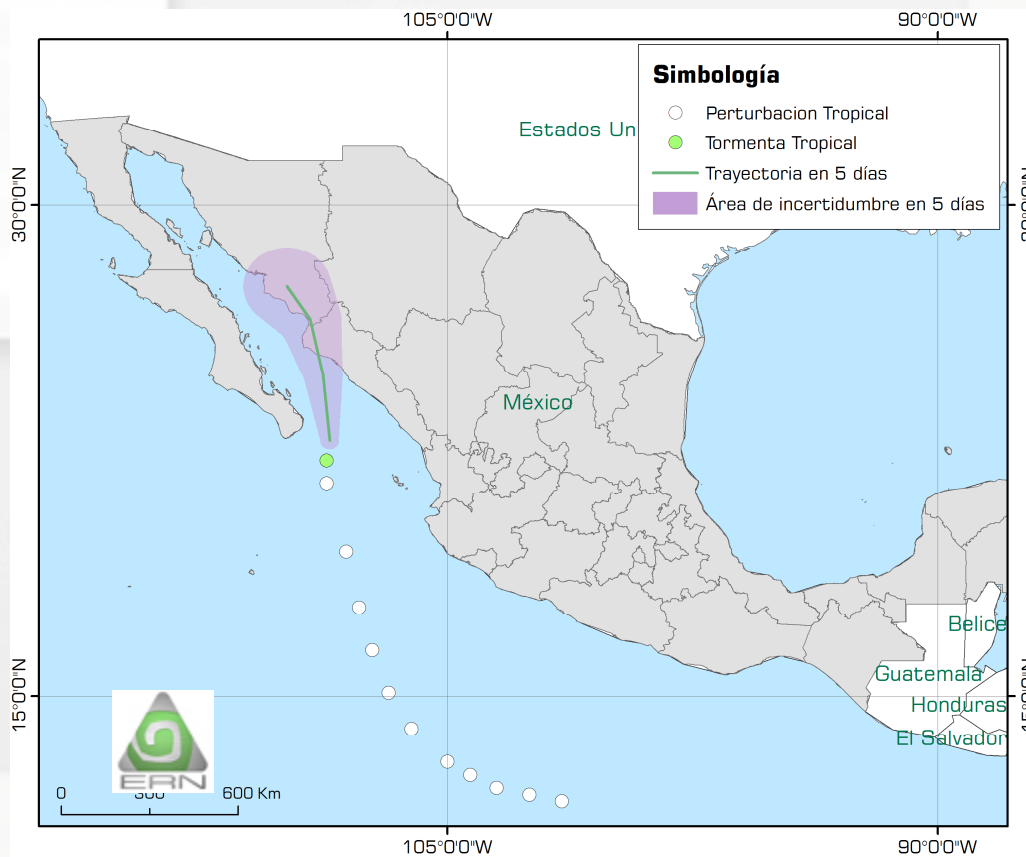 105°0'0"W
90°0'0"W
Simbología
Perturbacion Tropical
Tormenta Tropical
Trayectoria en 5 días
Área de incertidumbre en 5 días
Estados Un
30°0'0"N
México
Belice
Guatemala
Honduras
El Salvador
15°0'0"N
ERN
0
300
600 Km
105°0'0"W
90°0'0"W